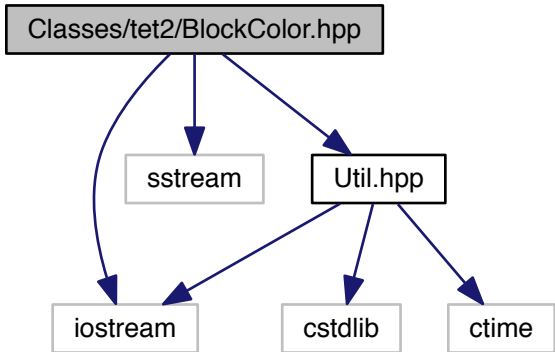 Classes/tet2/BlockColor.hpp
sstream
Util.hpp
iostream
cstdlib
ctime